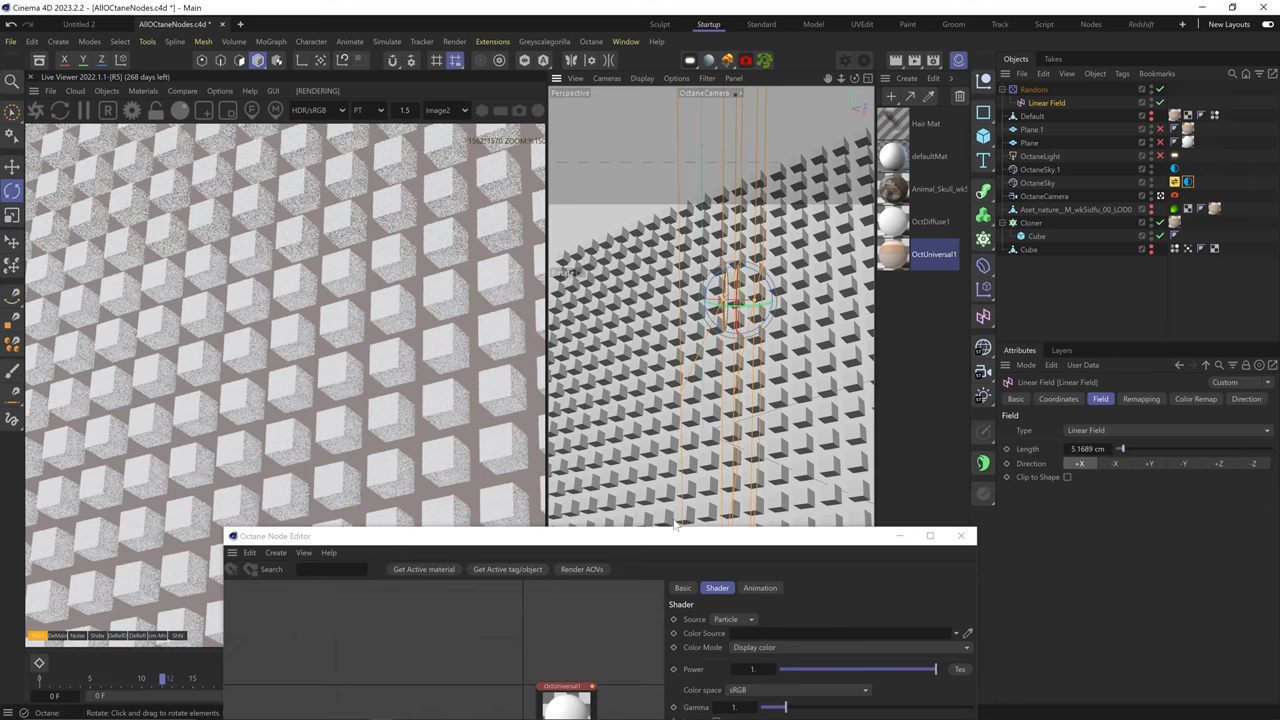 Cinema 4D 2023.2.2 - [AllOCtaneNodes.c4d *] - Main
Untitled 2
AllOCtaneNodes.c4d *
Sculpt
Startup
Standard
Model
UVEdit
Paint
Groom
Track
Script
Nodes
Redshift
New Layouts
File
Edit
Create
Modes
Select
Tools
Spline
Mesh
Volume
MoGraph
Character
Animate
Simulate
Tracker
Render
Extensions
Greyscalegorilla
Octane
Window
Help
X
Y
Z
Objects
Takes
Live Viewer 2022.1.1-[R5] (268 days left)
View
Cameras
Display
Options
Filter
Panel
Create
Edit
File
Edit
View
Object
Tags
Bookmarks
File
Cloud
Objects
Materials
Compare
Options
Help
GUI
[RENDERING]
Perspective
OctaneCamera
Random
Linear Field
HDR/sRGB
PT
1.5
Image2
Default
Hair Mat
Plane.1
Plane
defaultMat
OctaneLight
OctaneSky.1
OctaneSky
Animal_Skull_wk5
OctaneCamera
Aset_nature__M_wk5idfu_00_LOD0
OctDiffuse1
Cloner
Cube
OctUniversal1
Cube
Rotate
Attributes
Layers
Mode
Edit
User Data
Linear Field [Linear Field]
Custom
Basic
Coordinates
Field
Remapping
Color Remap
Direction
Field
Type
Linear Field
Length
5.1689 cm
Direction
+X
-X
+Y
-Y
+Z
-Z
Clip to Shape
Octane Node Editor
Edit
Create
View
Help
Search
Get Active material
Get Active tag/object
Render AOVs
Basic
Shader
Animation
Shader
Source
Particle
Color Source
Color Mode
Display color
Power
1.
Tex
Color space
sRGB
Gamma
1.
OctUniversal1
DeMain
Noise
Shdw
ShN
0
5
10
12
15
0 F
0 F
Octane:
Rotate: Click and drag to rotate elements